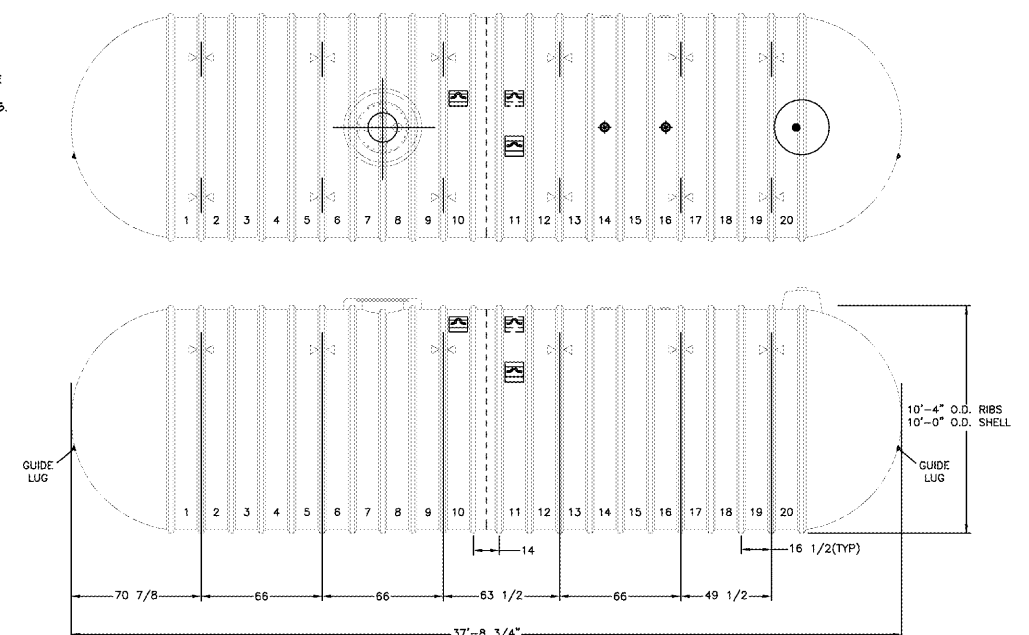 1 2 3 4 5 6 7 8 9 10 11 12 13 14 15 16 17 18 19 20
10'-4" O.D. RIBS
10'-0" O.D. SHELL
GUIDE
LUG
GUIDE
LUG
1 2 3 4 5 6 7 8 9 10 11 12 13 14 15 16 17 18 19 20
14
16 1/2(TYP)
70 7/8
66
66
63 1/2
66
49 1/2
37'-8 3/4"